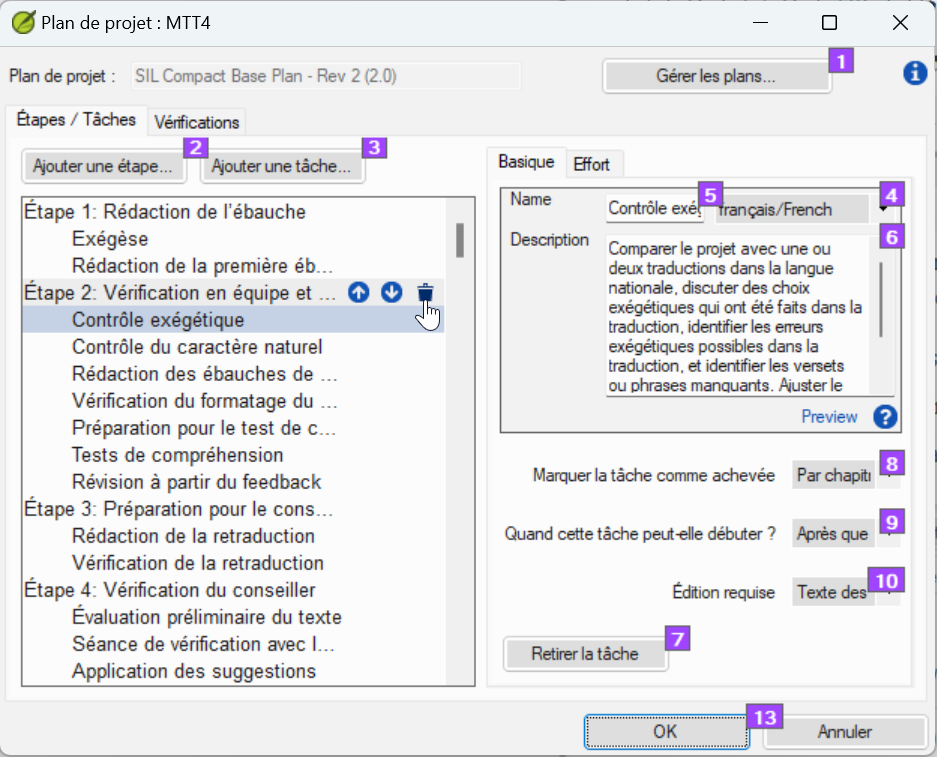 Plan de projet : MTT4
Plan de projet : SIL Compact Base Plan - Rev 2 (2.0) Gérer les plans... 1
Étapes / Tâches Vérifications
Ajouter une étape... 2 Ajouter une tâche... 3
Étape 1: Rédaction de l'ébauche
Exégèse
Rédaction de la première éb...
Étape 2: Vérification en équipe et ...
Contrôle exégétique
Contrôle du caractère naturel
Rédaction des ébauches de ...
Vérification du formatage du ...
Préparation pour le test de c...
Tests de compréhension
Révision à partir du feedback
Étape 3: Préparation pour le cons...
Rédaction de la retraduction
Vérification de la retraduction
Étape 4: Vérification du conseiller
Évaluation préliminaire du texte
Séance de vérification avec l...
Application des suggestions
Basique Effort
Name Contrôle exég 5 français/French 4
Description 6
Comparer le projet avec une ou
deux traductions dans la langue
nationale, discuter des choix
exégétiques qui ont été faits dans la
traduction, identifier les erreurs
exégétiques possibles dans la
traduction, et identifier les versets
ou phrases manquants. Ajuster le
Preview ?
Marquer la tâche comme achevée Par chapit 8
Quand cette tâche peut-elle débuter ? Après que 9
Édition requise Texte des 10
Retirer la tâche 7
OK 13 Annuler